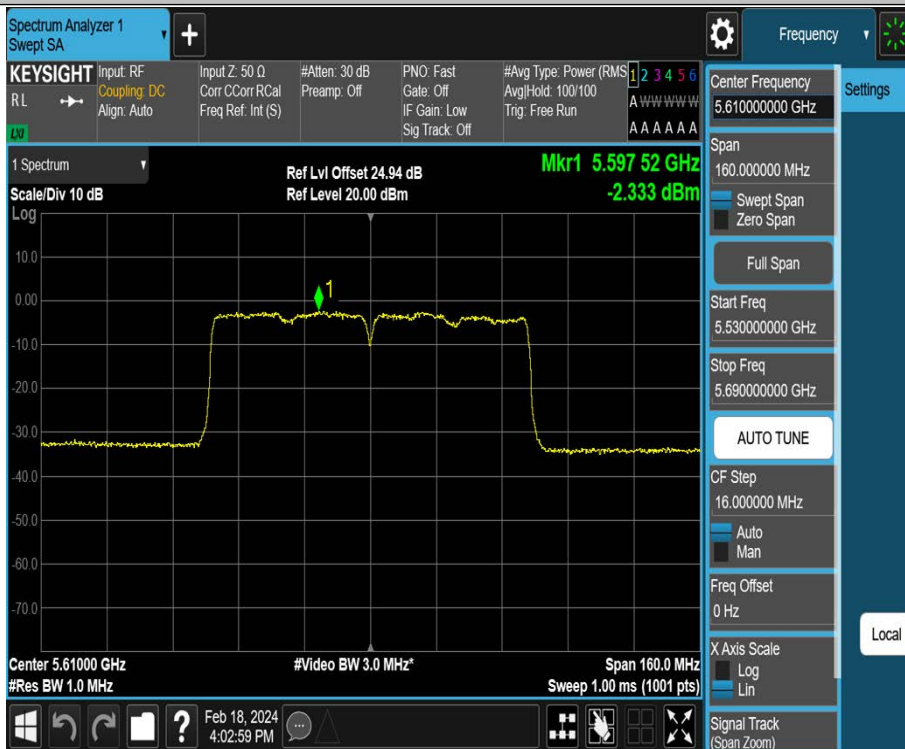 Spectrum Analyzer 1
Swept SA
+
Frequency
KEYSIGHT
RL
LXI
Input: RF
Coupling: DC
Align: Auto
Input Z: 50 Ω
Corr CCorr RCal
Freq Ref: Int (S)
#Atten: 30 dB
Preamp: Off
PNO: Fast
Gate: Off
IF Gain: Low
Sig Track: Off
#Avg Type: Power (RMS
Avg|Hold: 100/100
Trig: Free Run
1 2 3 4 5 6
A W W W W W
A A A A A A
1 Spectrum
Scale/Div 10 dB
Log
Ref Lvl Offset 24.94 dB
Ref Level 20.00 dBm
Mkr1 5.597 52 GHz
-2.333 dBm
10.0
0.00
-10.0
-20.0
-30.0
-40.0
-50.0
-60.0
-70.0
1
Center 5.61000 GHz
#Res BW 1.0 MHz
#Video BW 3.0 MHz*
Span 160.0 MHz
Sweep 1.00 ms (1001 pts)
?
Feb 18, 2024
4:02:59 PM
Center Frequency
5.610000000 GHz
Span
160.000000 MHz
Swept Span
Zero Span
Full Span
Start Freq
5.530000000 GHz
Stop Freq
5.690000000 GHz
AUTO TUNE
CF Step
16.000000 MHz
Auto
Man
Freq Offset
0 Hz
X Axis Scale
Log
Lin
Signal Track
(Span Zoom)
Settings
Local